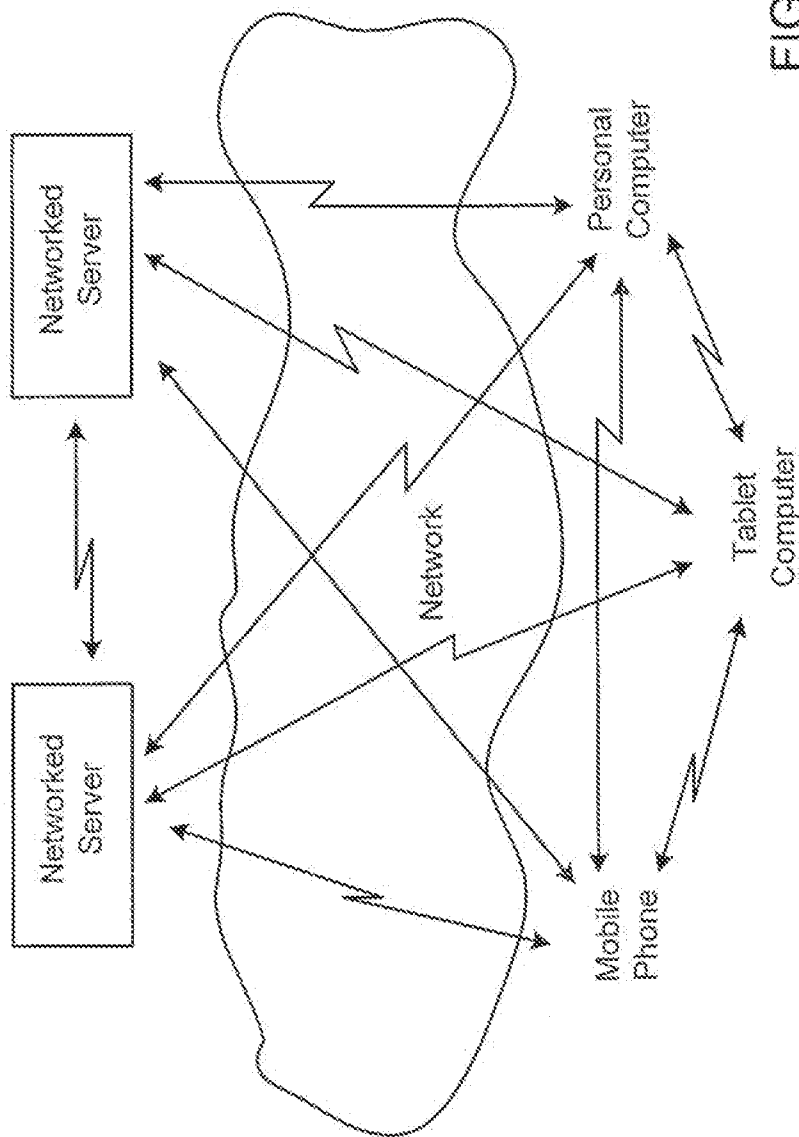 Networked
Server
Networked
Server
Network
Mobile
Phone
Tablet
Computer
Personal
Computer
FIG